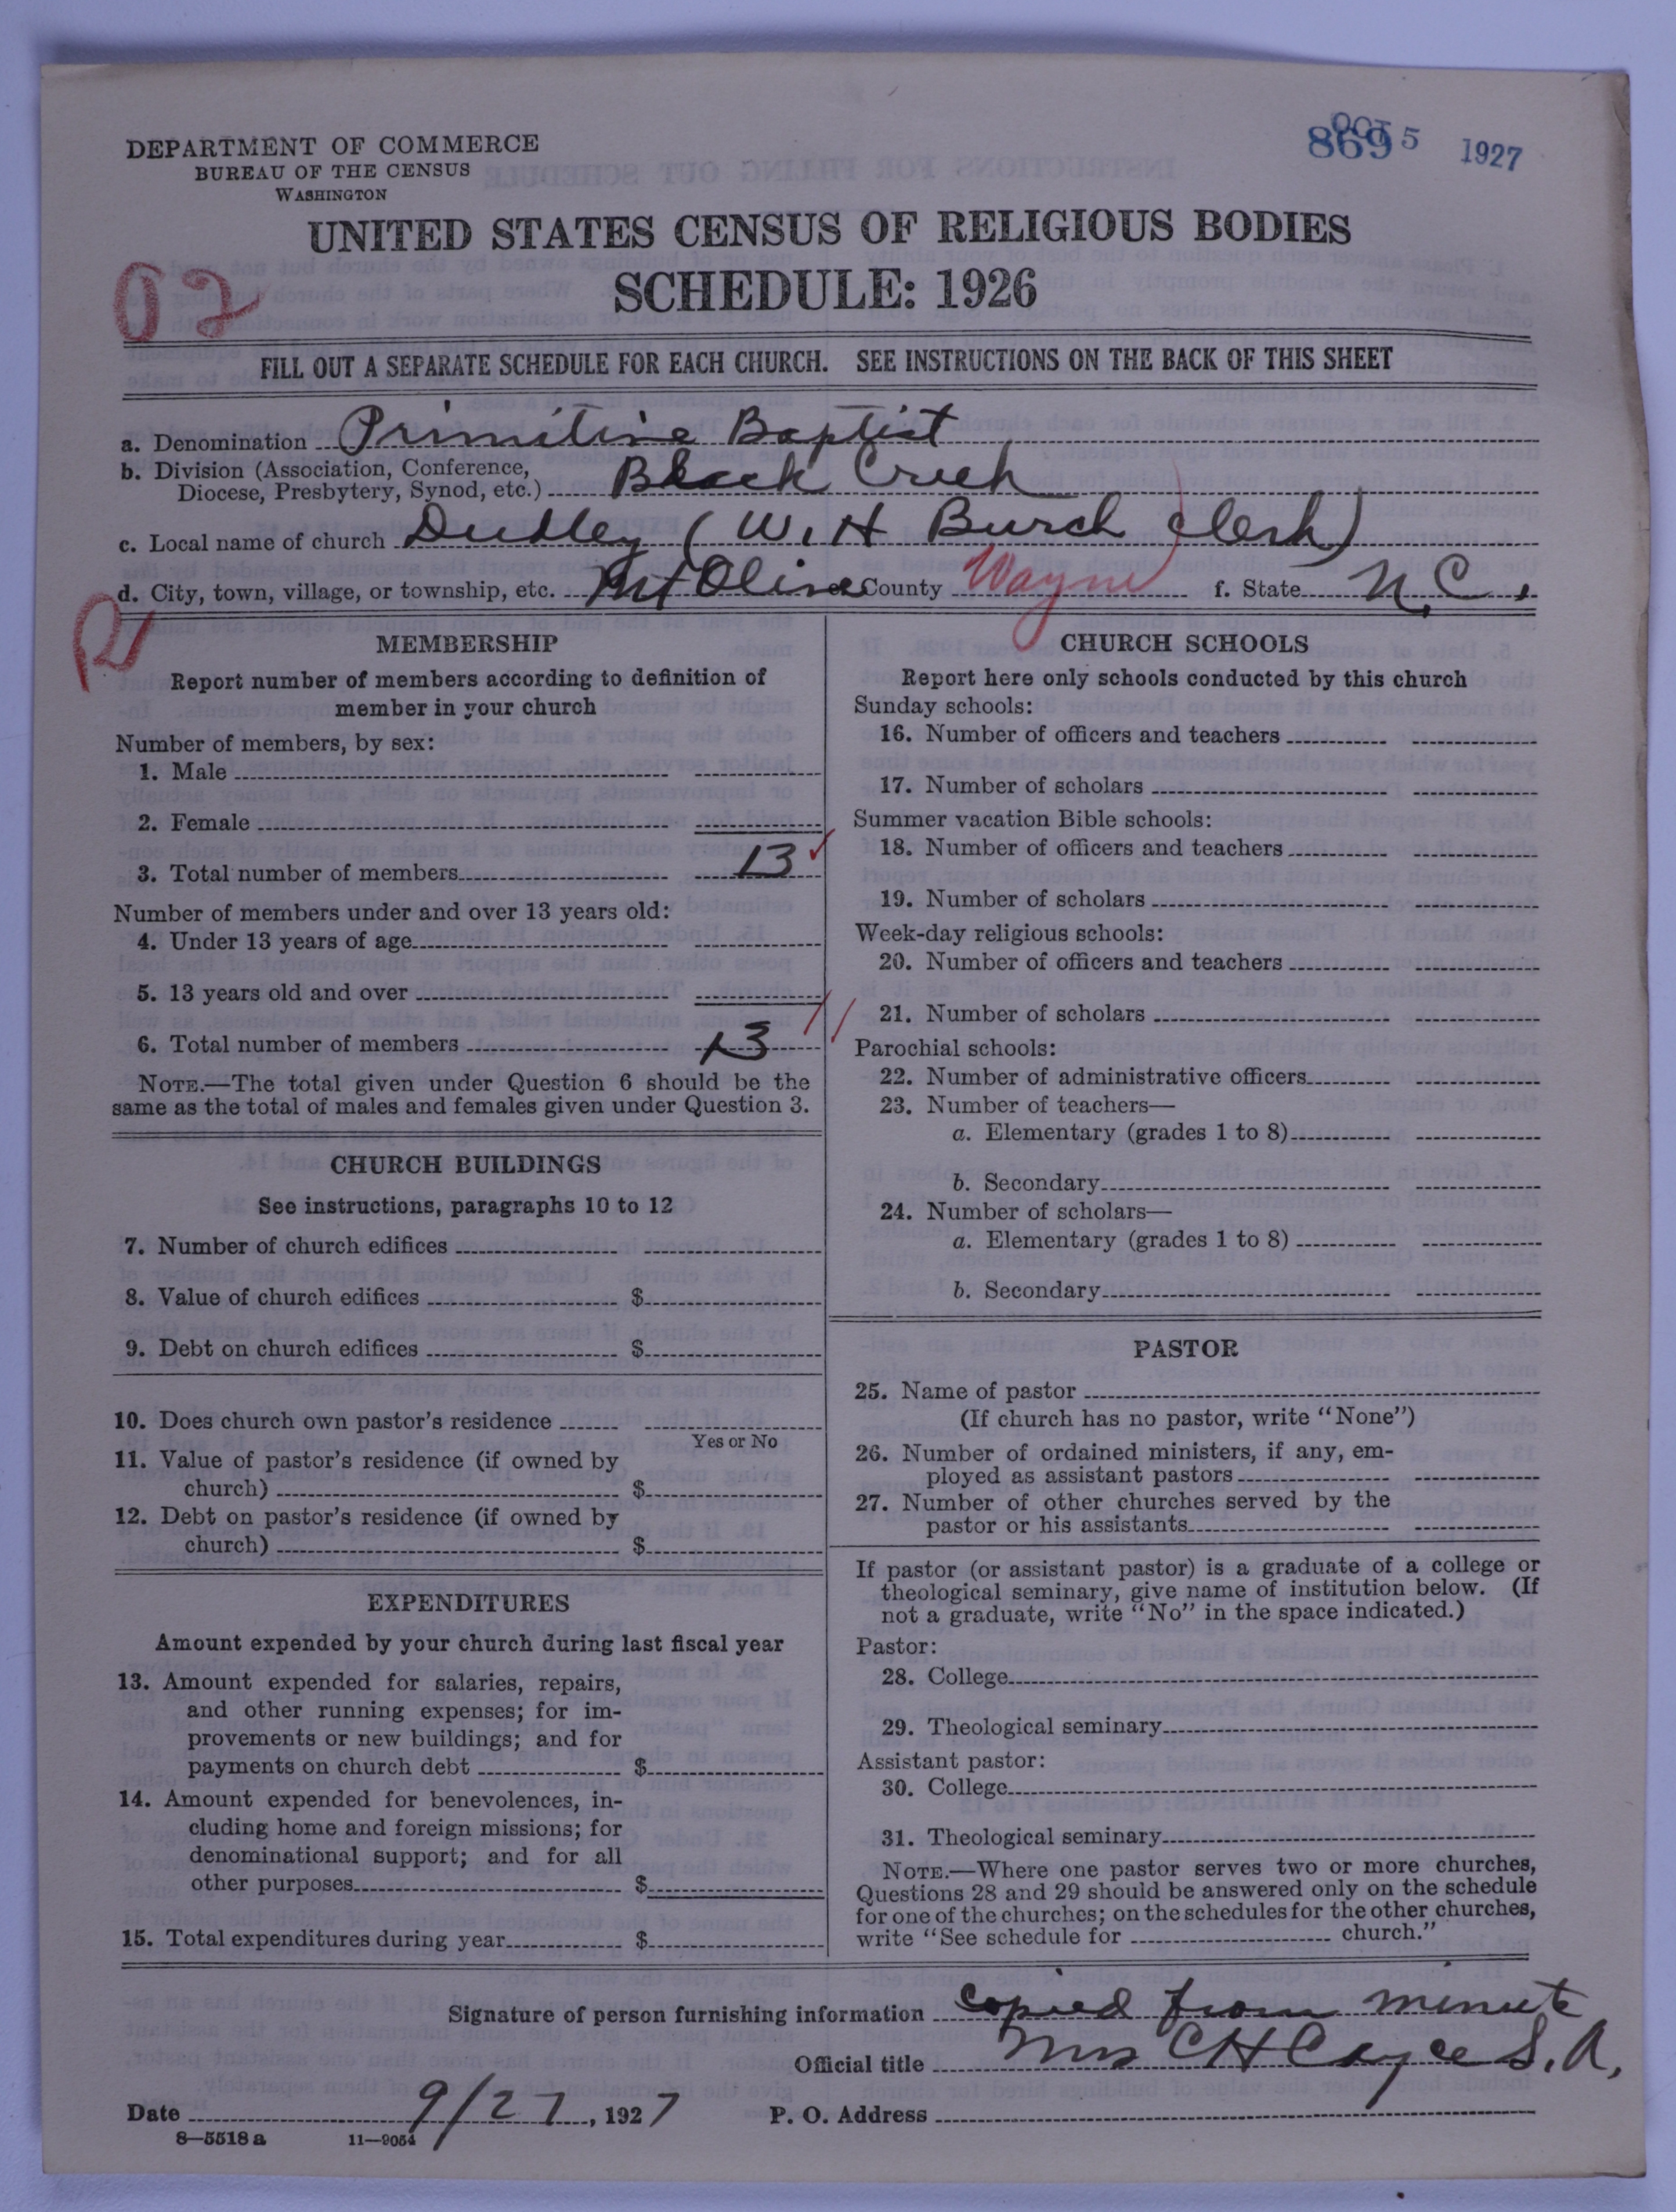 DEPARTMENT OF COMMERCE
BUREAU OF THE CENSUS
WASHINGTON
869
OCT 5 1927
UNITED STATES CENSUS OF RELIGIOUS BODIES
SCHEDULE: 1926
02
FILL OUT A SEPARATE SCHEDULE FOR EACH CHURCH. SEE INSTRUCTIONS ON THE BACK OF THIS SHEET
a. Denomination Primitive Baptist
b. Division (Association, Conference,
Diocese, Presbytery, Synod, etc.) Black Creek
c. Local name of church Dudley (W. H Burch Clerk)
d. City, town, village, or township, etc. Mt Olive e. County Wayne f. State N.C.
R
MEMBERSHIP
Report number of members according to definition of
member in your church
Number of members, by sex:
1. Male
2. Female
3. Total number of members 13
Number of members under and over 13 years old:
4. Under 13 years of age
5. 13 years old and over
6. Total number of members 13
NOTE.—The total given under Question 6 should be the
same as the total of males and females given under Question 3.
CHURCH BUILDINGS
See instructions, paragraphs 10 to 12
7. Number of church edifices
8. Value of church edifices $
9. Debt on church edifices $
10. Does church own pastor's residence
Yes or No
11. Value of pastor's residence (if owned by
church) $
12. Debt on pastor's residence (if owned by
church) $
EXPENDITURES
Amount expended by your church during last fiscal year
13. Amount expended for salaries, repairs,
and other running expenses; for im-
provements or new buildings; and for
payments on church debt $
14. Amount expended for benevolences, in-
cluding home and foreign missions; for
denominational support; and for all
other purposes $
15. Total expenditures during year $
CHURCH SCHOOLS
Report here only schools conducted by this church
Sunday schools:
16. Number of officers and teachers
17. Number of scholars
Summer vacation Bible schools:
18. Number of officers and teachers
19. Number of scholars
Week-day religious schools:
20. Number of officers and teachers
21. Number of scholars
Parochial schools:
22. Number of administrative officers
23. Number of teachers—
a. Elementary (grades 1 to 8)
b. Secondary
24. Number of scholars—
a. Elementary (grades 1 to 8)
b. Secondary
PASTOR
25. Name of pastor
(If church has no pastor, write "None")
26. Number of ordained ministers, if any, em-
ployed as assistant pastors
27. Number of other churches served by the
pastor or his assistants
If pastor (or assistant pastor) is a graduate of a college or
theological seminary, give name of institution below. (If
not a graduate, write "No" in the space indicated.)
Pastor:
28. College
29. Theological seminary
Assistant pastor:
30. College
31. Theological seminary
NOTE.—Where one pastor serves two or more churches,
Questions 28 and 29 should be answered only on the schedule
for one of the churches; on the schedules for the other churches,
write "See schedule for church."
Signature of person furnishing information copied from minute
Official title Mrs C H Cayce S. A.
Date 9/27, 1927 P. O. Address
8—5518 a 11—9054